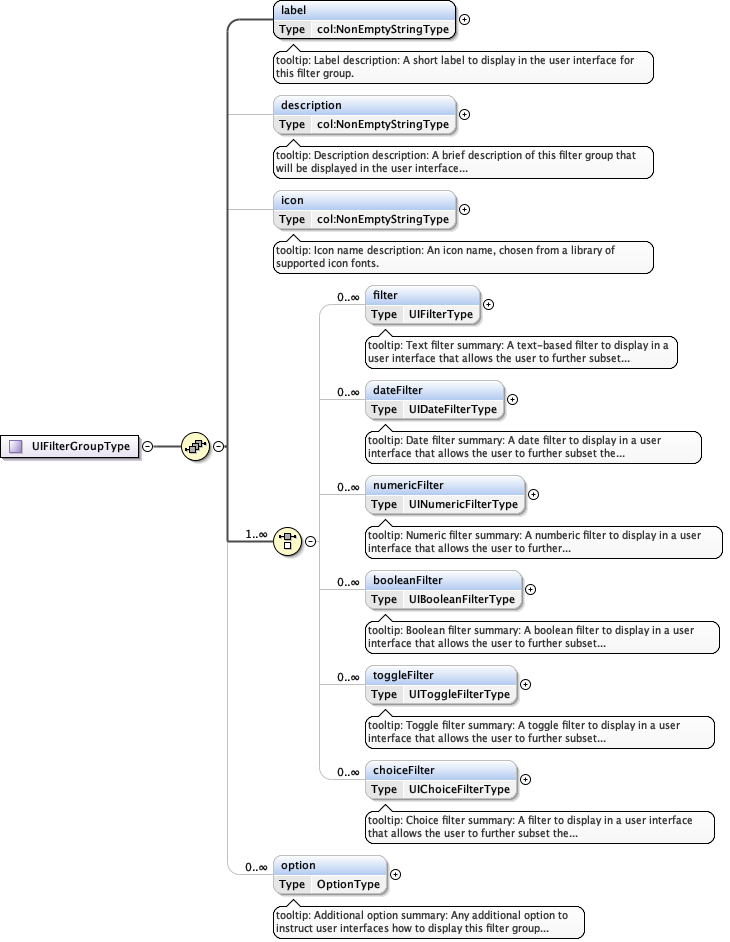 label
Type col:NonEmptyStringType
tooltip: Label description: A short label to display in the user interface for
this filter group.
description
Type col:NonEmptyStringType
tooltip: Description description: A brief description of this filter group that
will be displayed in the user interface...
icon
Type col:NonEmptyStringType
tooltip: Icon name description: An icon name, chosen from a library of
supported icon fonts.
0..∞
filter
Type UIFilterType
tooltip: Text filter summary: A text-based filter to display in a
user interface that allows the user to further subset...
0..∞
dateFilter
Type UIDateFilterType
tooltip: Date filter summary: A date filter to display in a user
interface that allows the user to further subset the...
UIFilterGroupType
0..∞
numericFilter
Type UINumericFilterType
tooltip: Numeric filter summary: A numberic filter to display in a user
interface that allows the user to further...
1..∞
0..∞
booleanFilter
Type UIBooleanFilterType
tooltip: Boolean filter summary: A boolean filter to display in a user
interface that allows the user to further subset...
0..∞
toggleFilter
Type UIToggleFilterType
tooltip: Toggle filter summary: A toggle filter to display in a user
interface that allows the user to further subset...
0..∞
choiceFilter
Type UIChoiceFilterType
tooltip: Choice filter summary: A filter to display in a user interface
that allows the user to further subset the...
0..∞
option
Type OptionType
tooltip: Additional option summary: Any additional option to
instruct user interfaces how to display this filter group...